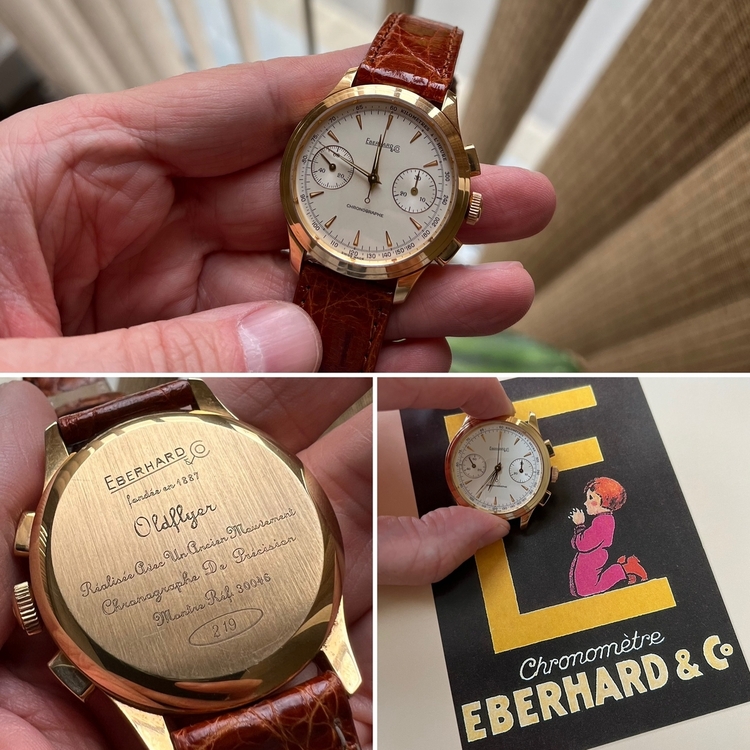 EBERHARD & Co
CHRONOGRAPHE
EBERHARD & Co
fondée en 1887
Oldflyer
Réalisée Avec Un Ancien Mouvement
Chronographe De Précision
Montre Réf. 30046
219
Chronomètre
EBERHARD & Co